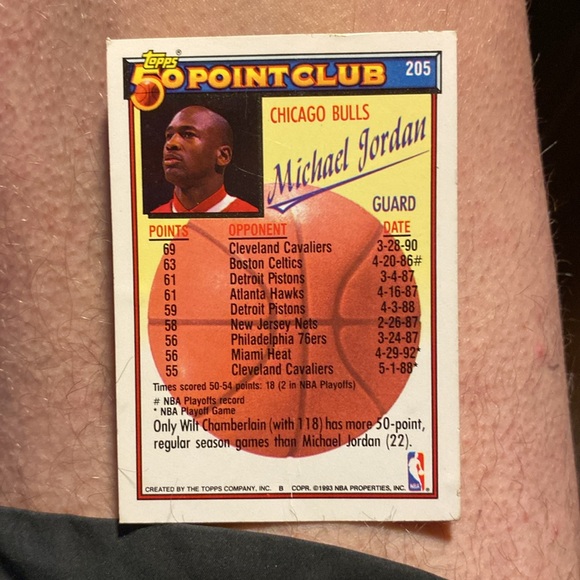 Topps®
50 POINT CLUB 205
CHICAGO BULLS
Michael Jordan
GUARD
POINTS OPPONENT DATE
69 Cleveland Cavaliers 3-28-90
63 Boston Celtics 4-20-86#
61 Detroit Pistons 3-4-87
61 Atlanta Hawks 4-16-87
59 Detroit Pistons 4-3-88
58 New Jersey Nets 2-26-87
56 Philadelphia 76ers 3-24-87
56 Miami Heat 4-29-92*
55 Cleveland Cavaliers 5-1-88*
Times scored 50-54 points: 18 (2 in NBA Playoffs)
# NBA Playoffs record
* NBA Playoff Game
Only Wilt Chamberlain (with 118) has more 50-point,
regular season games than Michael Jordan (22).
NBA
CREATED BY THE TOPPS COMPANY, INC. B COPR. ©1993 NBA PROPERTIES, INC.